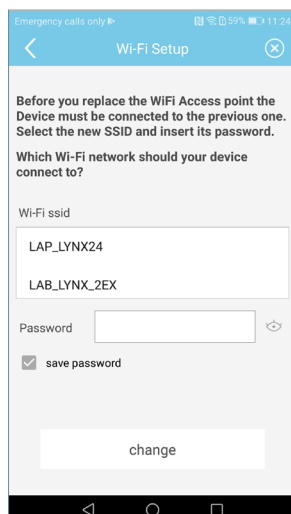 Emergency calls only 59% 11:24
Wi-Fi Setup
Before you replace the WiFi Access point the
Device must be connected to the previous one.
Select the new SSID and insert its password.
Which Wi-Fi network should your device
connect to?
Wi-Fi ssid
LAP_LYNX24
LAB_LYNX_2EX
Password
save password
change